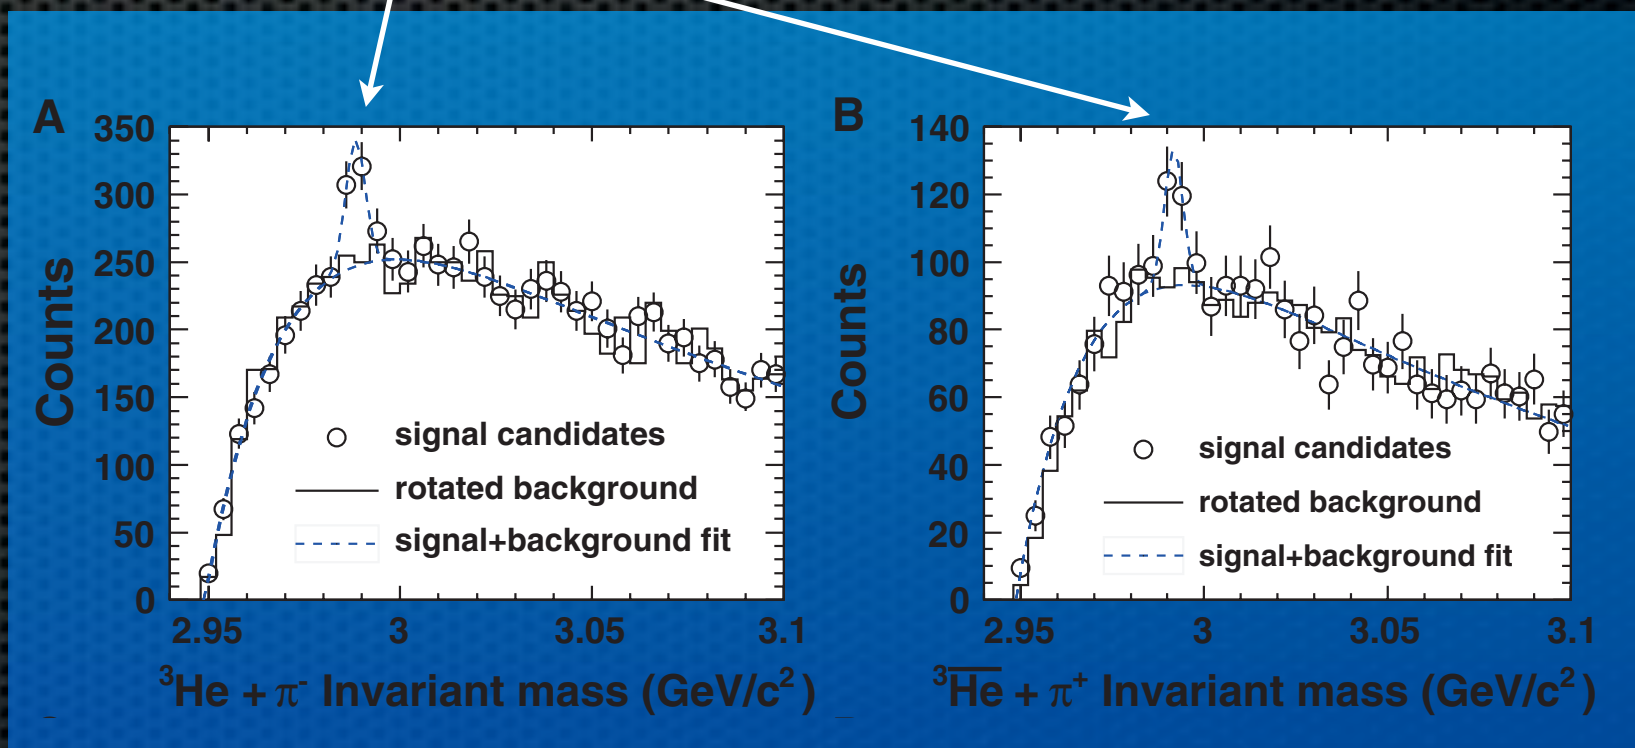 A
350
300
250
200
150
100
50
0
Counts
signal candidates
rotated background
signal+background fit
2.95 3 3.05 3.1
³He + π⁻ Invariant mass (GeV/c²)
B
140
120
100
80
60
40
20
0
Counts
signal candidates
rotated background
signal+background fit
2.95 3 3.05 3.1
³H̅e̅ + π⁺ Invariant mass (GeV/c²)